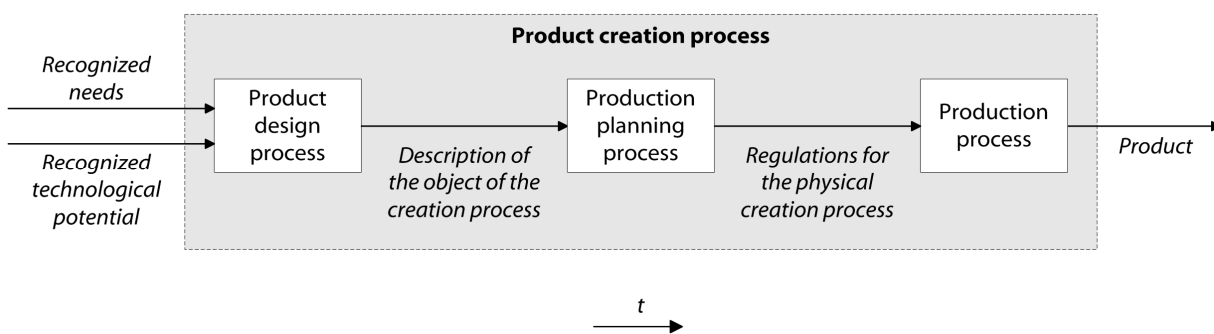 Product creation process
Recognized
needs
Recognized
technological
potential
Product
design
process
Description of
the object of the
creation process
Production
planning
process
Regulations for
the physical
creation process
Production
process
Product
t